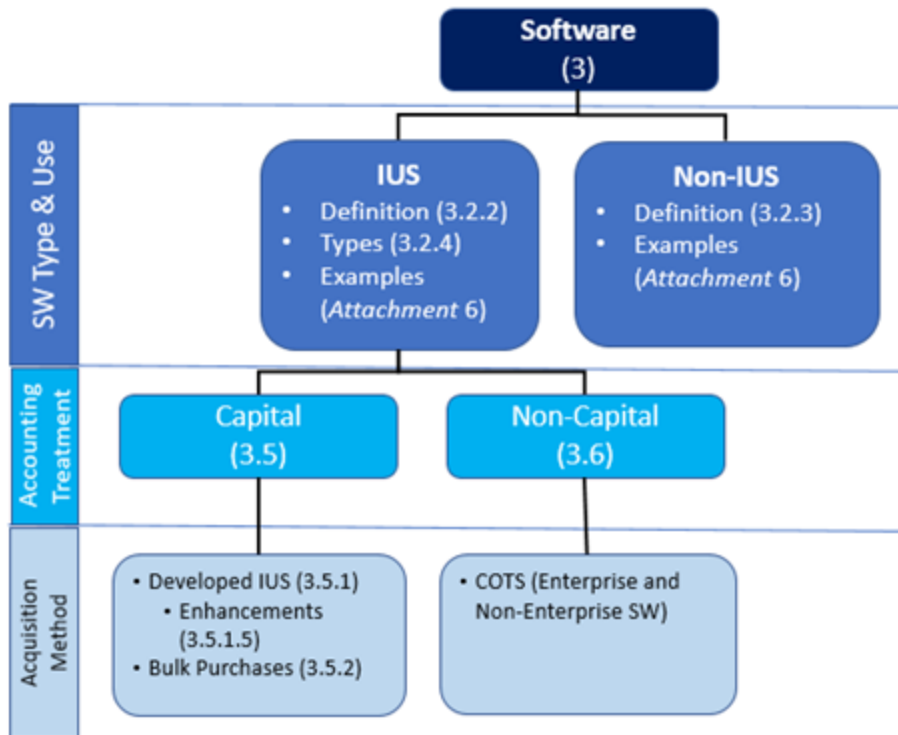 Software
(3)
SW Type & Use
IUS
• Definition (3.2.2)
• Types (3.2.4)
• Examples
(Attachment 6)
Non-IUS
• Definition (3.2.3)
• Examples
(Attachment 6)
Accounting
Treatment
Capital
(3.5)
Non-Capital
(3.6)
Acquisition
Method
• Developed IUS (3.5.1)
• Enhancements
(3.5.1.5)
• Bulk Purchases (3.5.2)
• COTS (Enterprise and
Non-Enterprise SW)